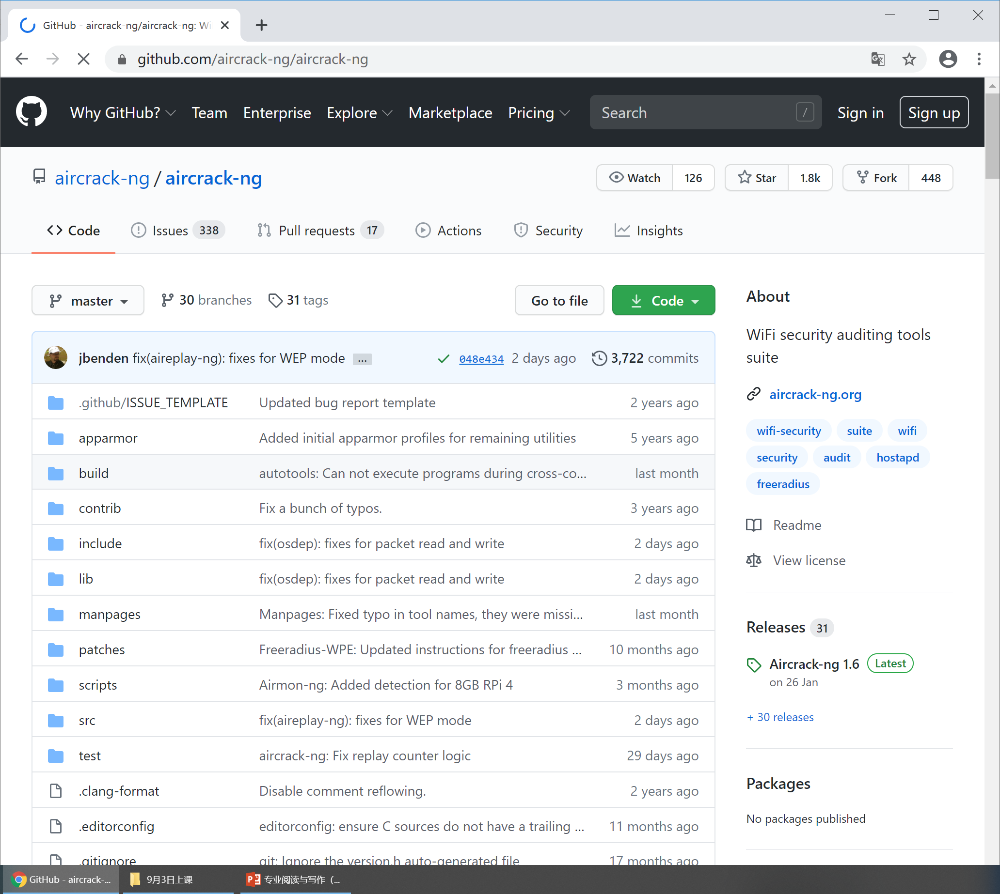 GitHub - aircrack-ng/aircrack-ng: Wi
github.com/aircrack-ng/aircrack-ng
Why GitHub? Team Enterprise Explore Marketplace Pricing Search / Sign in Sign up
aircrack-ng / aircrack-ng Watch 126 Star 1.8k Fork 448
Code Issues 338 Pull requests 17 Actions Security Insights
master 30 branches 31 tags Go to file Code
jbenden fix(aireplay-ng): fixes for WEP mode ... 048e434 2 days ago 3,722 commits
.github/ISSUE_TEMPLATE Updated bug report template 2 years ago
apparmor Added initial apparmor profiles for remaining utilities 5 years ago
build autotools: Can not execute programs during cross-co... last month
contrib Fix a bunch of typos. 3 years ago
include fix(osdep): fixes for packet read and write 2 days ago
lib fix(osdep): fixes for packet read and write 2 days ago
manpages Manpages: Fixed typo in tool names, they were missi... last month
patches Freeradius-WPE: Updated instructions for freeradius ... 10 months ago
scripts Airmon-ng: Added detection for 8GB RPi 4 3 months ago
src fix(aireplay-ng): fixes for WEP mode 2 days ago
test aircrack-ng: Fix replay counter logic 29 days ago
.clang-format Disable comment reflowing. 2 years ago
.editorconfig editorconfig: ensure C sources do not have a trailing ... 11 months ago
.gitignore git: Ignore the version.h auto-generated file 17 months ago
About
WiFi security auditing tools
suite
aircrack-ng.org
wifi-security suite wifi
security audit hostapd
freeradius
Readme
View license
Releases 31
Aircrack-ng 1.6 Latest
on 26 Jan
+ 30 releases
Packages
No packages published
GitHub - aircrack-... 9月3日上课 专业阅读与写作（...